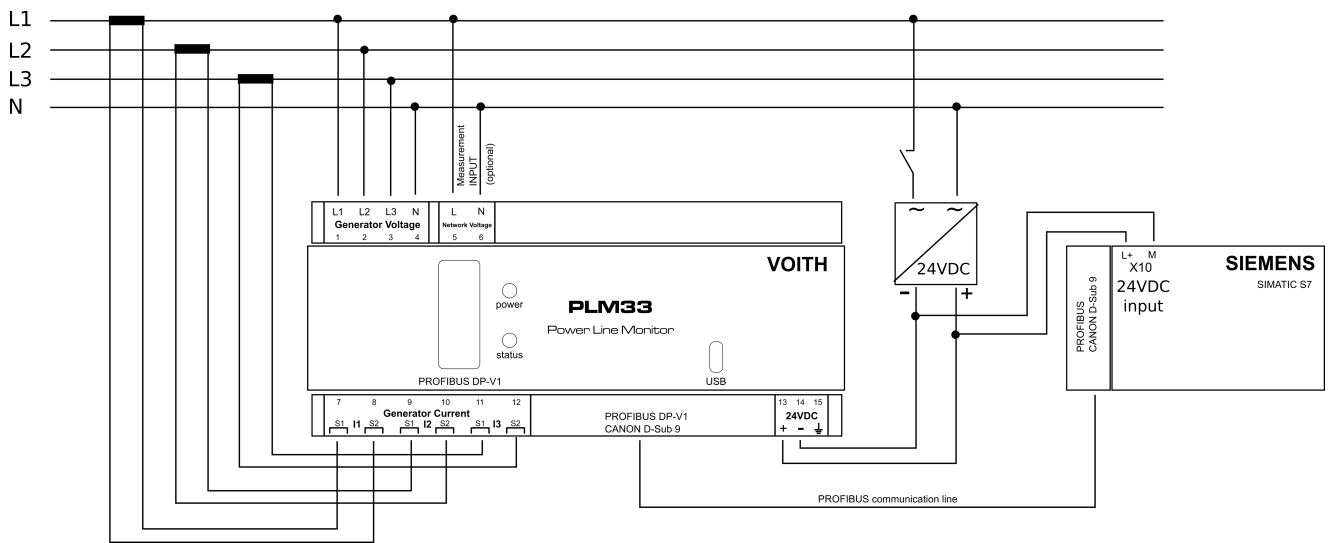 L1
L2
L3
N
Measurement
INPUT
(optional)
L1 L2 L3 N
Generator Voltage
1 2 3 4
L N
Network Voltage
5 6
~ ~
24VDC
- +
VOITH
power
PLM33
Power Line Monitor
status
PROFIBUS DP-V1
USB
PROFIBUS
CANON D-Sub 9
L+ M
X10
24VDC
input
SIEMENS
SIMATIC S7
7 8 9 10 11 12
Generator Current
S1 I1 S2 S1 I2 S2 S1 I3 S2
PROFIBUS DP-V1
CANON D-Sub 9
13 14 15
24VDC
+ -
PROFIBUS communication line